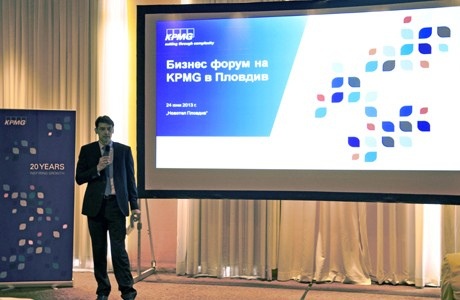 KPMG
cutting through complexity
Бизнес форум на
KPMG в Пловдив
24 юни 2013 г.
„Новотел Пловдив“
KPMG
20 YEARS